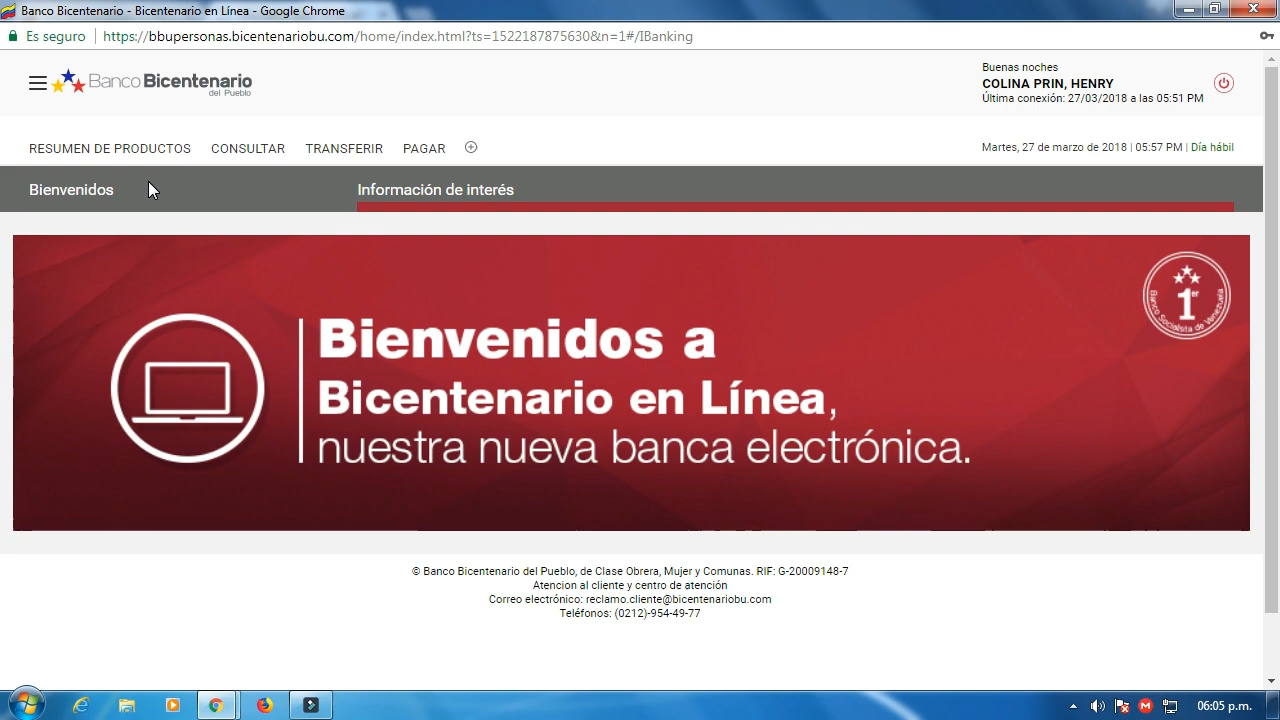 Banco Bicentenario - Bicentenario en Línea - Google Chrome
Es seguro | https://bbupersonas.bicentenariobu.com/home/index.html?ts=1522187875630&n=1#/IBanking
Banco Bicentenario
del Pueblo
Buenas noches
COLINA PRIN, HENRY
Última conexión: 27/03/2018 a las 05:51 PM
RESUMEN DE PRODUCTOS CONSULTAR TRANSFERIR PAGAR
Martes, 27 de marzo de 2018 | 05:57 PM | Día hábil
Bienvenidos
Información de interés
Bienvenidos a
Bicentenario en Línea,
nuestra nueva banca electrónica.
1er
Banco Socialista de Venezuela
© Banco Bicentenario del Pueblo, de Clase Obrera, Mujer y Comunas. RIF: G-20009148-7
Atencion al cliente y centro de atención
Correo electrónico: reclamo.cliente@bicentenariobu.com
Teléfonos: (0212)-954-49-77
06:05 p.m.